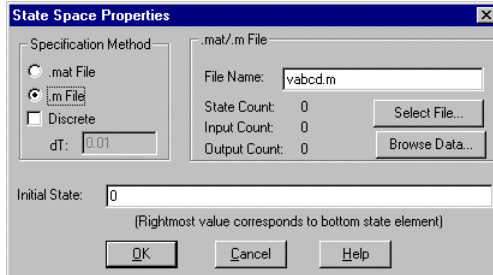 State Space Properties
Specification Method
.mat File
.m File
Discrete
dT: 0.01
.mat/.m File
File Name: vabcd.m
State Count: 0
Input Count: 0
Output Count: 0
Select File...
Browse Data...
Initial State: 0
(Rightmost value corresponds to bottom state element)
OK Cancel Help